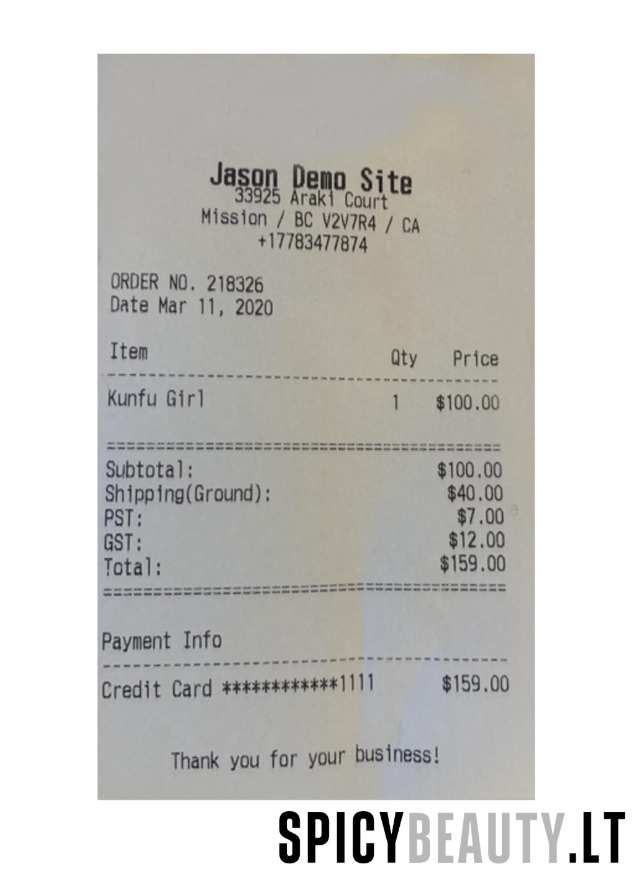 Jason Demo Site
33925 Araki Court
Mission / BC V2V7R4 / CA
+17783477874
ORDER NO. 218326
Date Mar 11, 2020
Item Qty Price
Kunfu Girl 1 $100.00
Subtotal: $100.00
Shipping(Ground): $40.00
PST: $7.00
GST: $12.00
Total: $159.00
Payment Info
Credit Card ************1111 $159.00
Thank you for your business!
SPICYBEAUTY.LT